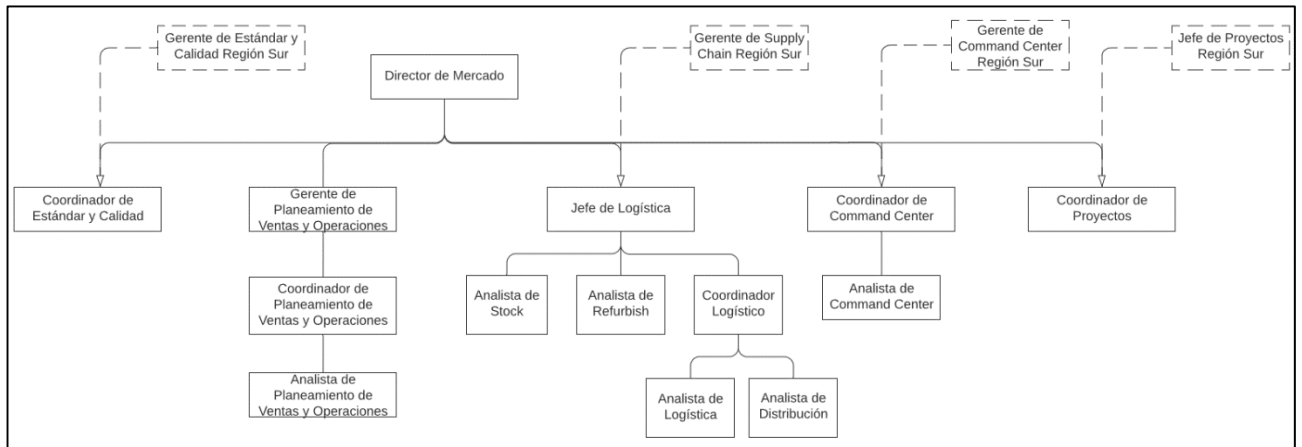 Gerente de Estándar y
Calidad Región Sur
Gerente de Supply
Chain Región Sur
Gerente de
Command Center
Región Sur
Jefe de Proyectos
Región Sur
Director de Mercado
Coordinador de
Estándar y Calidad
Gerente de
Planeamiento de
Ventas y Operaciones
Jefe de Logística
Coordinador de
Command Center
Coordinador de
Proyectos
Coordinador de
Planeamiento de
Ventas y Operaciones
Analista de
Stock
Analista de
Refurbish
Coordinador
Logístico
Analista de
Command Center
Analista de
Planeamiento de
Ventas y Operaciones
Analista de
Logística
Analista de
Distribución